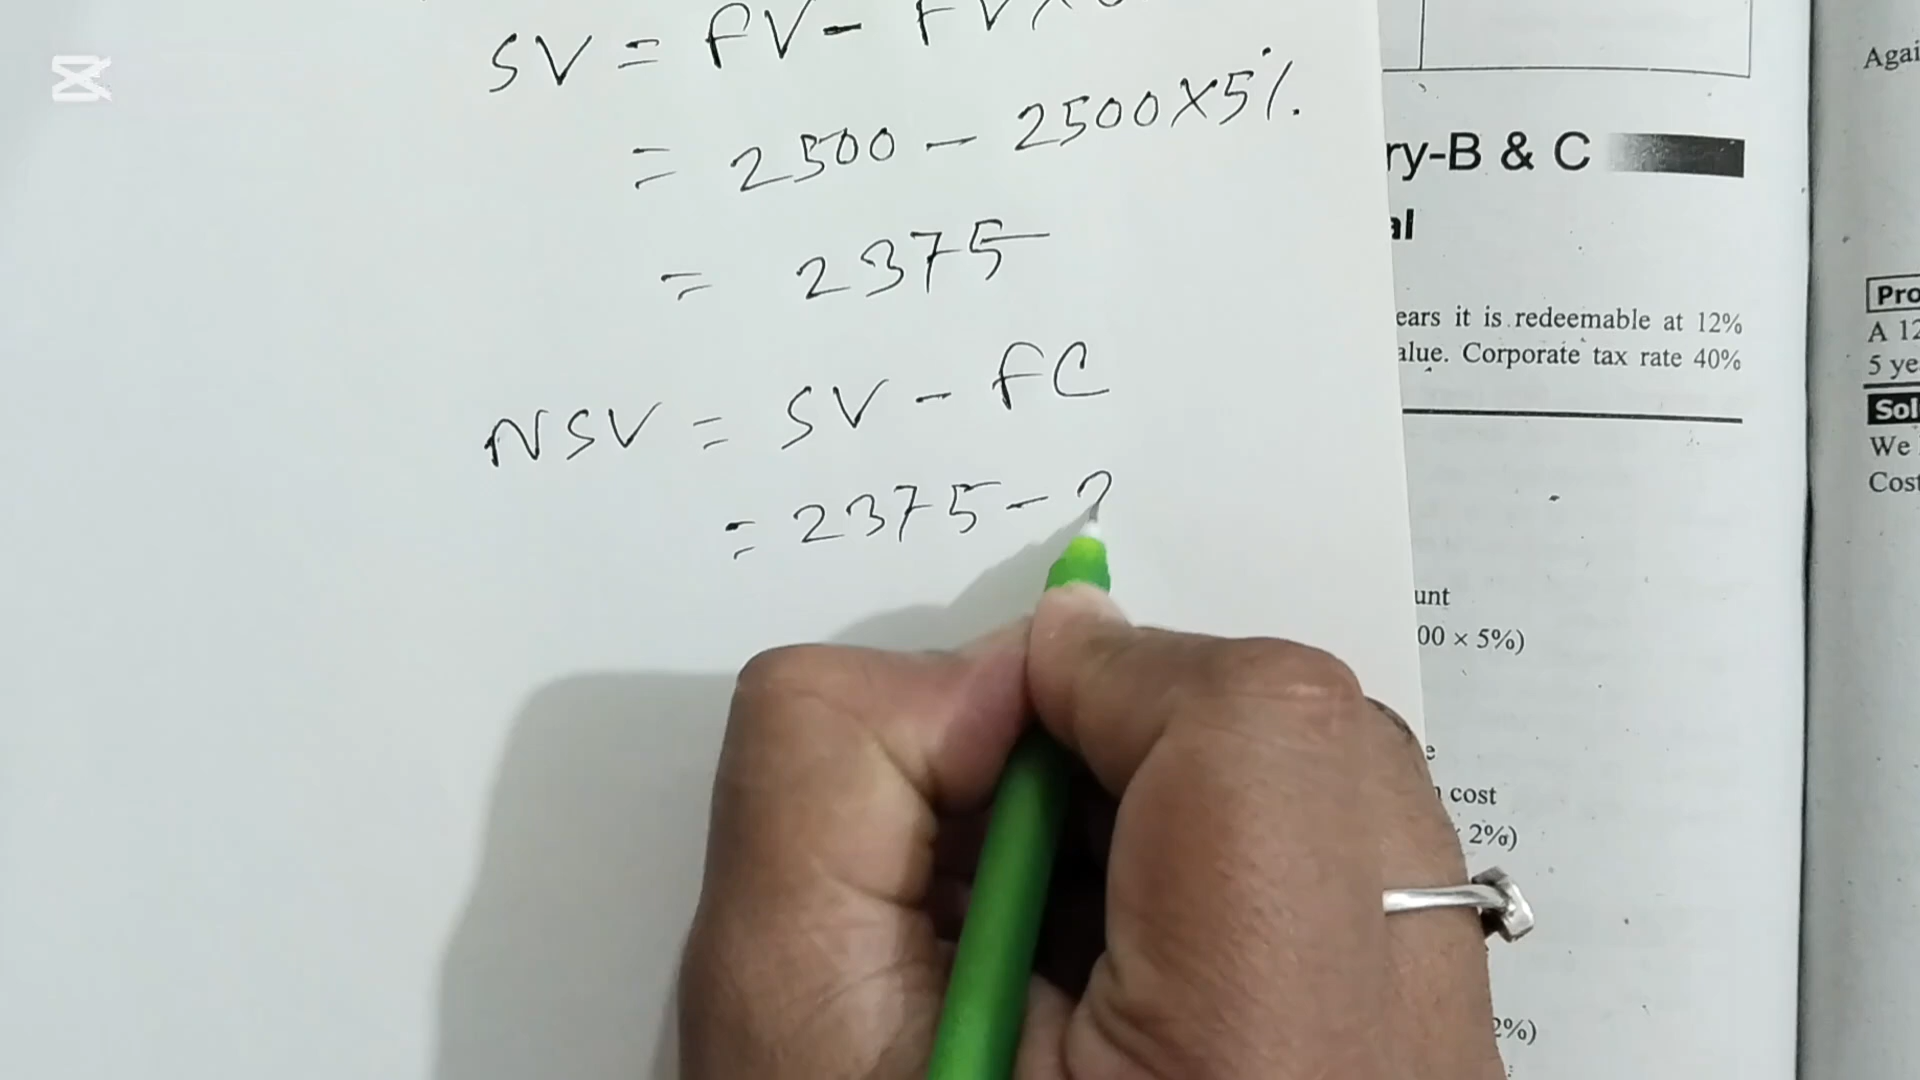 SV = FV - FV×
= 2500 - 2500×5%.
= 2375
NSV = SV - FC
= 2375 - 2
ry-B & C
al
ears it is redeemable at 12%
alue. Corporate tax rate 40%
unt
00 × 5%)
e
cost
2%)
2%)
Agai
Pro
A 12
5 ye
Sol
We
Cost